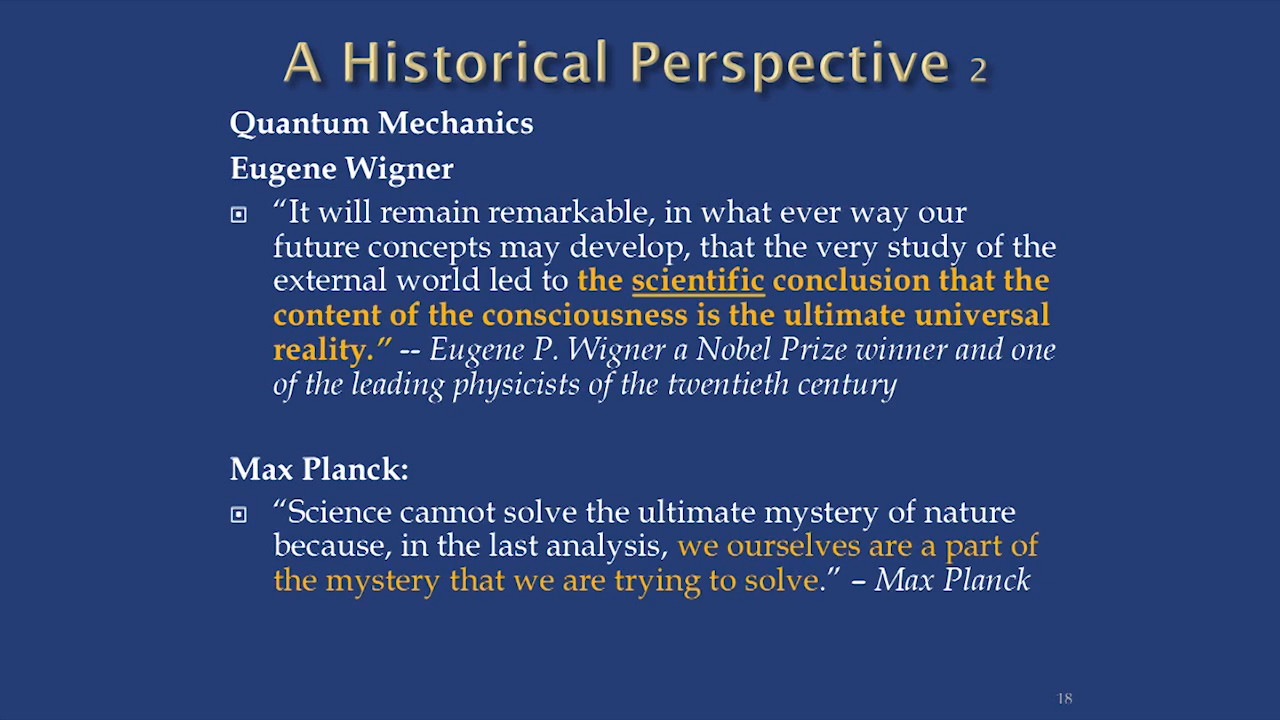 A Historical Perspective 2
Quantum Mechanics
Eugene Wigner
“It will remain remarkable, in what ever way our
future concepts may develop, that the very study of the
external world led to the scientific conclusion that the
content of the consciousness is the ultimate universal
reality.” -- Eugene P. Wigner a Nobel Prize winner and one
of the leading physicists of the twentieth century
Max Planck:
“Science cannot solve the ultimate mystery of nature
because, in the last analysis, we ourselves are a part of
the mystery that we are trying to solve.” – Max Planck
18